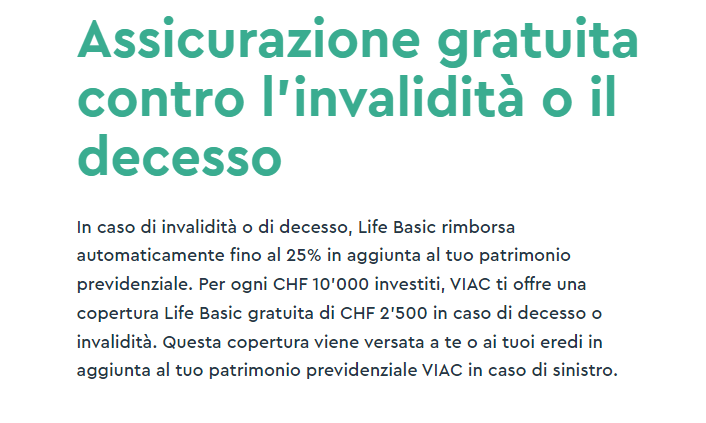 Assicurazione gratuita
contro l'invalidità o il
decesso
In caso di invalidità o di decesso, Life Basic rimborsa
automaticamente fino al 25% in aggiunta al tuo patrimonio
previdenziale. Per ogni CHF 10'000 investiti, VIAC ti offre una
copertura Life Basic gratuita di CHF 2'500 in caso di decesso o
invalidità. Questa copertura viene versata a te o ai tuoi eredi in
aggiunta al tuo patrimonio previdenziale VIAC in caso di sinistro.